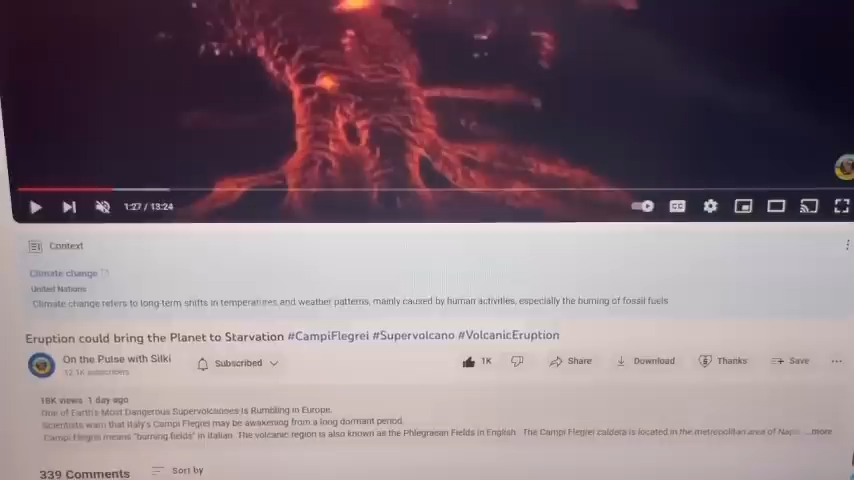 1:27 / 13:24
CC
Context
Climate change
United Nations
Climate change refers to long-term shifts in temperatures and weather patterns, mainly caused by human activities, especially the burning of fossil fuels
Eruption could bring the Planet to Starvation #CampiFlegrei #Supervolcano #VolcanicEruption
On the Pulse with Silki
12.1K subscribers
Subscribed
1K
Share
Download
Thanks
Save
18K views 1 day ago
One of Earth's Most Dangerous Supervolcanoes Is Rumbling in Europe.
Scientists warn that Italy's Campi Flegrei may be awakening from a long dormant period.
Campi Flegrei means "burning fields" in Italian. The volcanic region is also known as the Phlegraean Fields in English. The Campi Flegrei caldera is located in the metropolitan area of ...more
339 Comments
Sort by